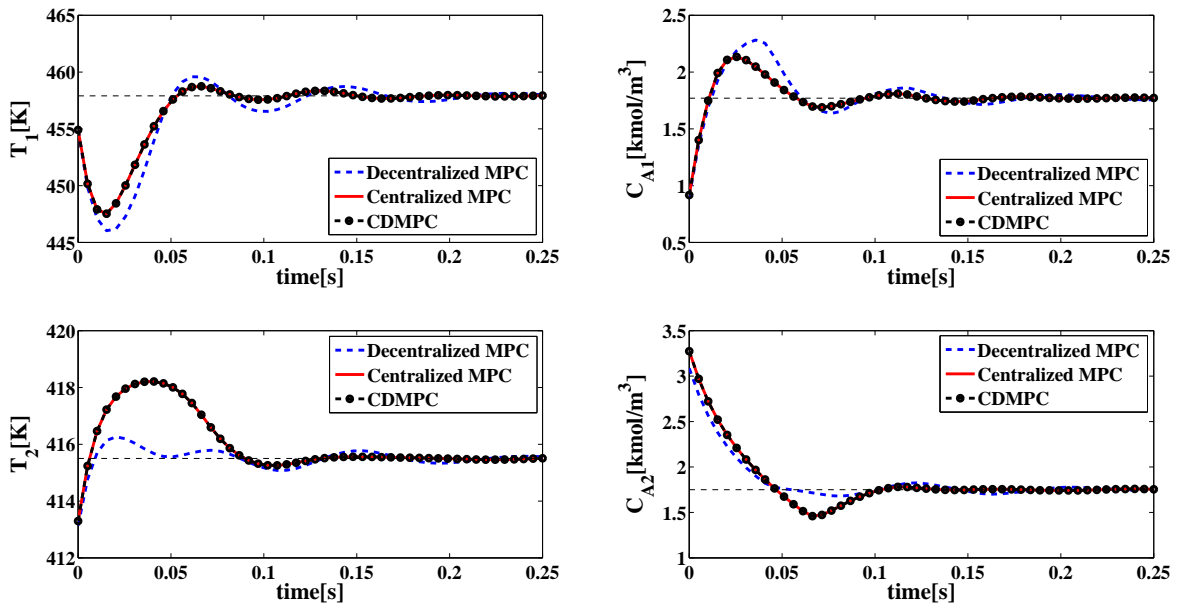 465
460
455
450
445
T₁[K]
Decentralized MPC
Centralized MPC
CDMPC
0
0.05
0.1
0.15
0.2
0.25
time[s]
2.5
2
1.5
1
0.5
C_A1[kmol/m³]
Decentralized MPC
Centralized MPC
CDMPC
0
0.05
0.1
0.15
0.2
0.25
time[s]
420
418
416
414
412
T₂[K]
Decentralized MPC
Centralized MPC
CDMPC
0
0.05
0.1
0.15
0.2
0.25
time[s]
3.5
3
2.5
2
1.5
1
C_A2[kmol/m³]
Decentralized MPC
Centralized MPC
CDMPC
0
0.05
0.1
0.15
0.2
0.25
time[s]